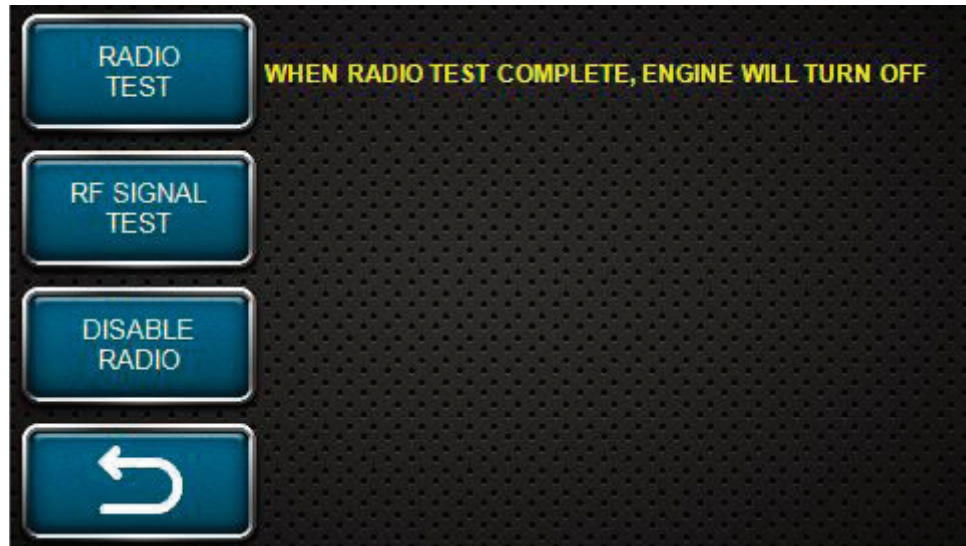 RADIO
TEST
WHEN RADIO TEST COMPLETE, ENGINE WILL TURN OFF
RF SIGNAL
TEST
DISABLE
RADIO